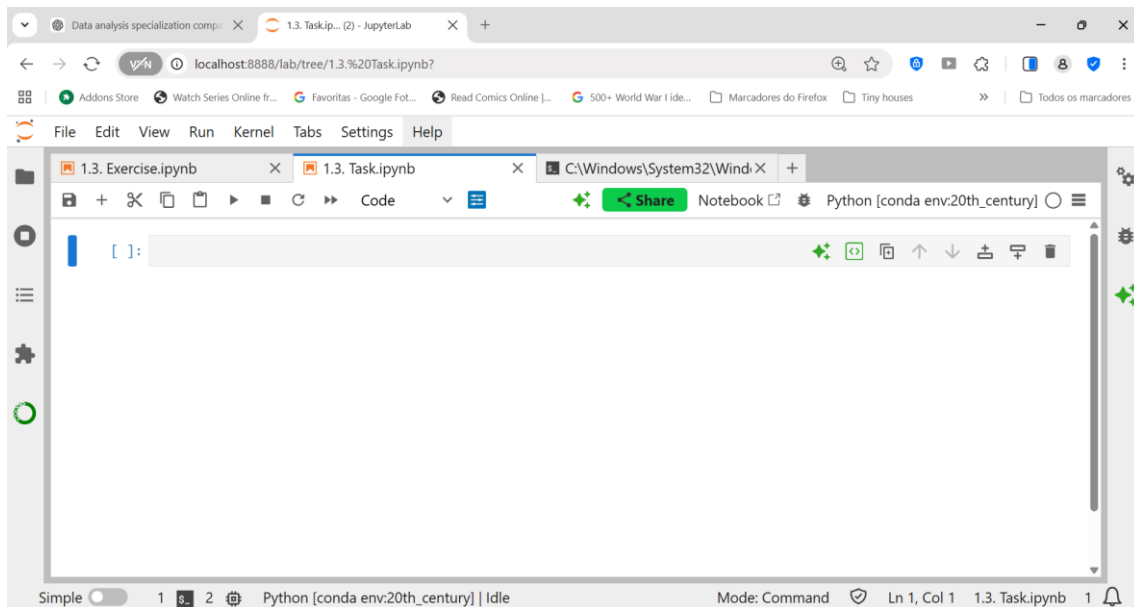 Data analysis specialization compa
1.3. Task.ip... (2) - JupyterLab
localhost:8888/lab/tree/1.3.%20Task.ipynb?
Addons Store Watch Series Online fr... Favoritas - Google Fot... Read Comics Online |... 500+ World War I ide... Marcadores do Firefox Tiny houses » Todos os marcadores
File Edit View Run Kernel Tabs Settings Help
1.3. Exercise.ipynb 1.3. Task.ipynb C:\Windows\System32\Wind
Code Share Notebook Python [conda env:20th_century]
[ ]:
Simple 1 $_ 2 Python [conda env:20th_century] | Idle Mode: Command Ln 1, Col 1 1.3. Task.ipynb 1